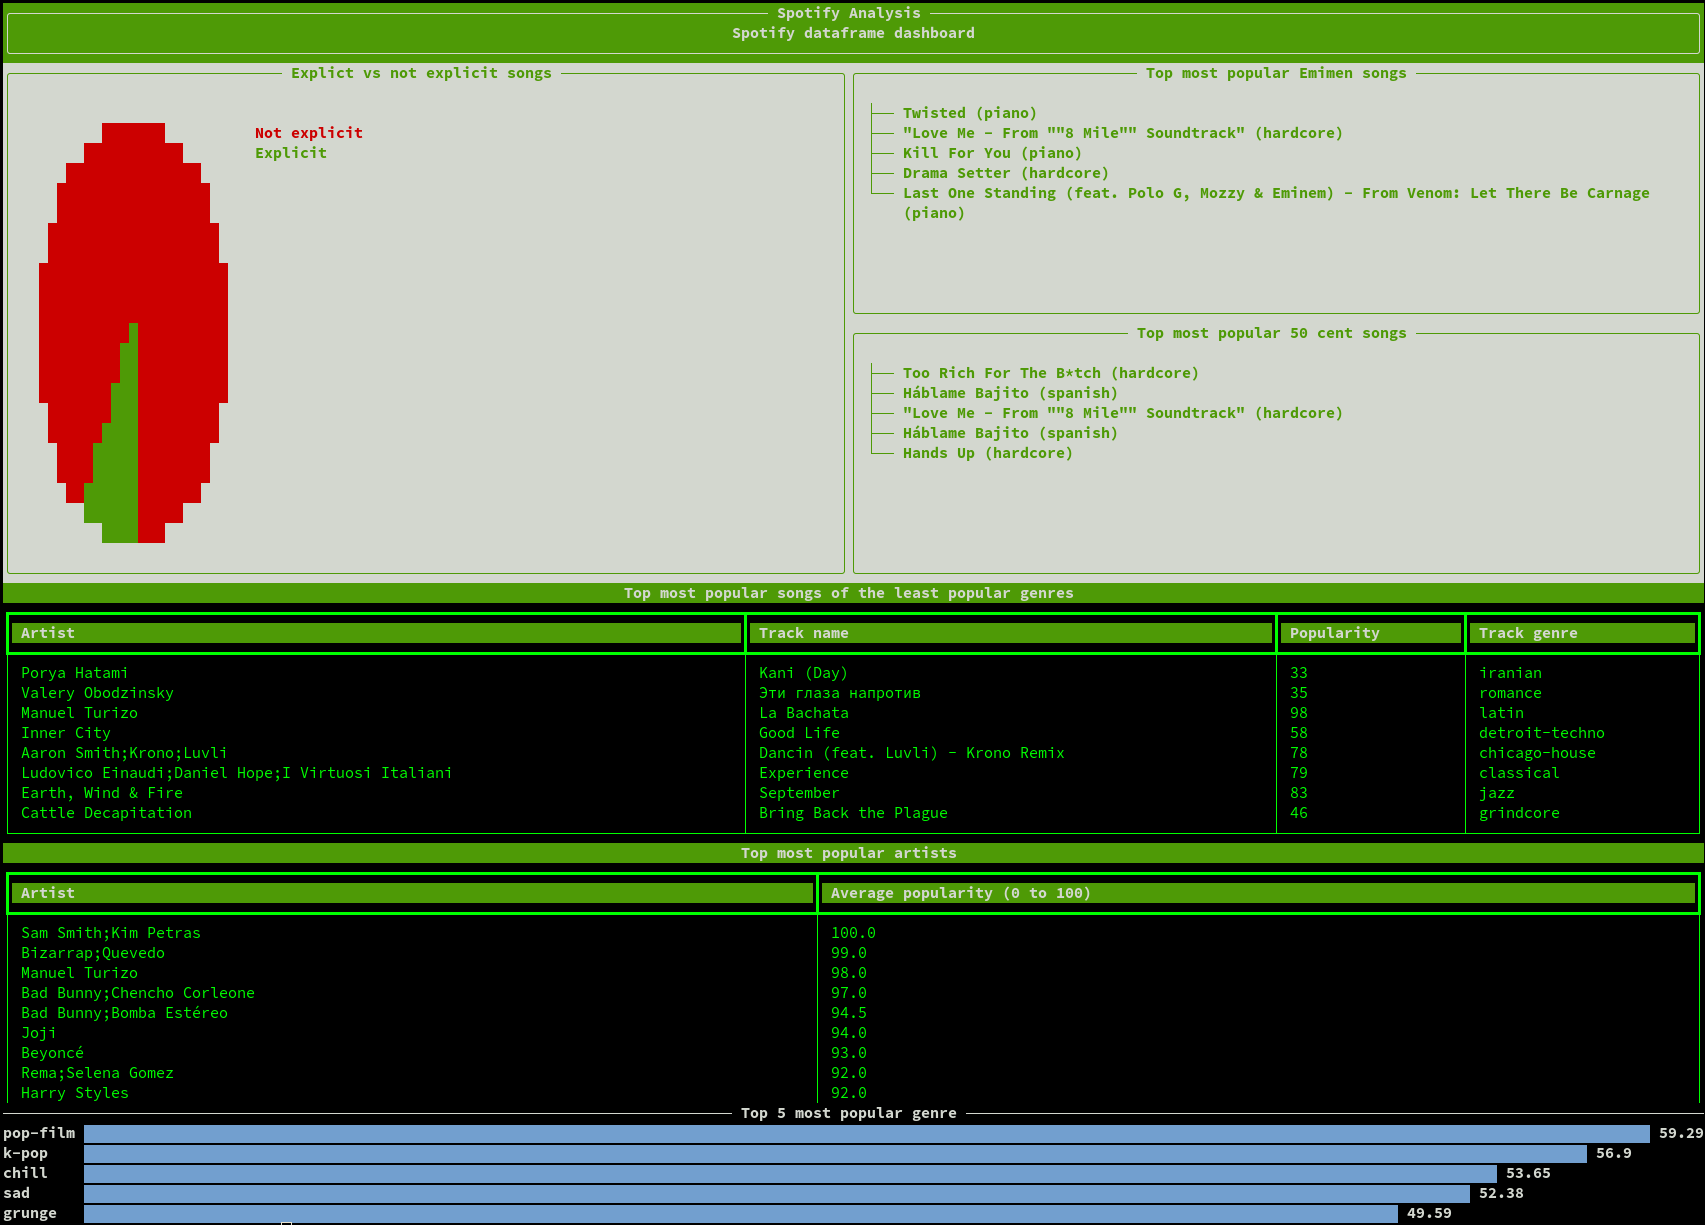 Spotify Analysis
Spotify dataframe dashboard
Explict vs not explicit songs
Not explicit
Explicit
Top most popular Emimen songs
Twisted (piano)
"Love Me - From ""8 Mile"" Soundtrack" (hardcore)
Kill For You (piano)
Drama Setter (hardcore)
Last One Standing (feat. Polo G, Mozzy & Eminem) - From Venom: Let There Be Carnage
(piano)
Top most popular 50 cent songs
Too Rich For The B*tch (hardcore)
Háblame Bajito (spanish)
"Love Me - From ""8 Mile"" Soundtrack" (hardcore)
Háblame Bajito (spanish)
Hands Up (hardcore)
Top most popular songs of the least popular genres
Artist Track name Popularity Track genre
Porya Hatami Kani (Day) 33 iranian
Valery Obodzinsky Эти глаза напротив 35 romance
Manuel Turizo La Bachata 98 latin
Inner City Good Life 58 detroit-techno
Aaron Smith;Krono;Luvli Dancin (feat. Luvli) - Krono Remix 78 chicago-house
Ludovico Einaudi;Daniel Hope;I Virtuosi Italiani Experience 79 classical
Earth, Wind & Fire September 83 jazz
Cattle Decapitation Bring Back the Plague 46 grindcore
Top most popular artists
Artist Average popularity (0 to 100)
Sam Smith;Kim Petras 100.0
Bizarrap;Quevedo 99.0
Manuel Turizo 98.0
Bad Bunny;Chencho Corleone 97.0
Bad Bunny;Bomba Estéreo 94.5
Joji 94.0
Beyoncé 93.0
Rema;Selena Gomez 92.0
Harry Styles 92.0
Top 5 most popular genre
pop-film 59.29
k-pop 56.9
chill 53.65
sad 52.38
grunge 49.59